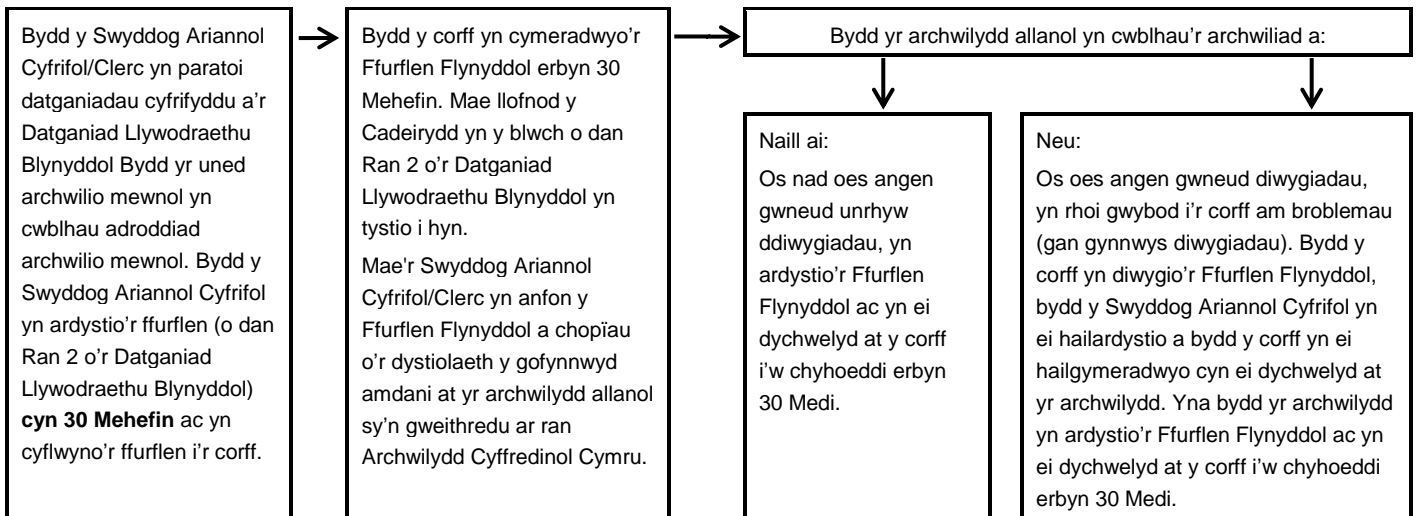 Bydd y Swyddog Ariannol
Cyfrifol/Clerc yn paratoi
datganiadau cyfrifyddu a’r
Datganiad Llywodraethu
Blynyddol Bydd yr uned
archwilio mewnol yn
cwblhau adroddiad
archwilio mewnol. Bydd y
Swyddog Ariannol Cyfrifol
yn ardystio’r ffurflen (o dan
Ran 2 o’r Datganiad
Llywodraethu Blynyddol)
cyn 30 Mehefin ac yn
cyflwyno’r ffurflen i’r corff.
Bydd y corff yn cymeradwyo’r
Ffurflen Flynyddol erbyn 30
Mehefin. Mae llofnod y
Cadeirydd yn y blwch o dan
Ran 2 o’r Datganiad
Llywodraethu Blynyddol yn
tystio i hyn.
Mae'r Swyddog Ariannol
Cyfrifol/Clerc yn anfon y
Ffurflen Flynyddol a chopïau
o’r dystiolaeth y gofynnwyd
amdani at yr archwilydd allanol
sy’n gweithredu ar ran
Archwilydd Cyffredinol Cymru.
Bydd yr archwilydd allanol yn cwblhau’r archwiliad a:
Naill ai:
Os nad oes angen
gwneud unrhyw
ddiwygiadau, yn
ardystio’r Ffurflen
Flynyddol ac yn ei
dychwelyd at y corff
i’w chyhoeddi erbyn
30 Medi.
Neu:
Os oes angen gwneud diwygiadau,
yn rhoi gwybod i’r corff am broblemau
(gan gynnwys diwygiadau). Bydd y
corff yn diwygio’r Ffurflen Flynyddol,
bydd y Swyddog Ariannol Cyfrifol yn
ei hailardystio a bydd y corff yn ei
hailgymeradwyo cyn ei dychwelyd at
yr archwilydd. Yna bydd yr archwilydd
yn ardystio’r Ffurflen Flynyddol ac yn
ei dychwelyd at y corff i’w chyhoeddi
erbyn 30 Medi.